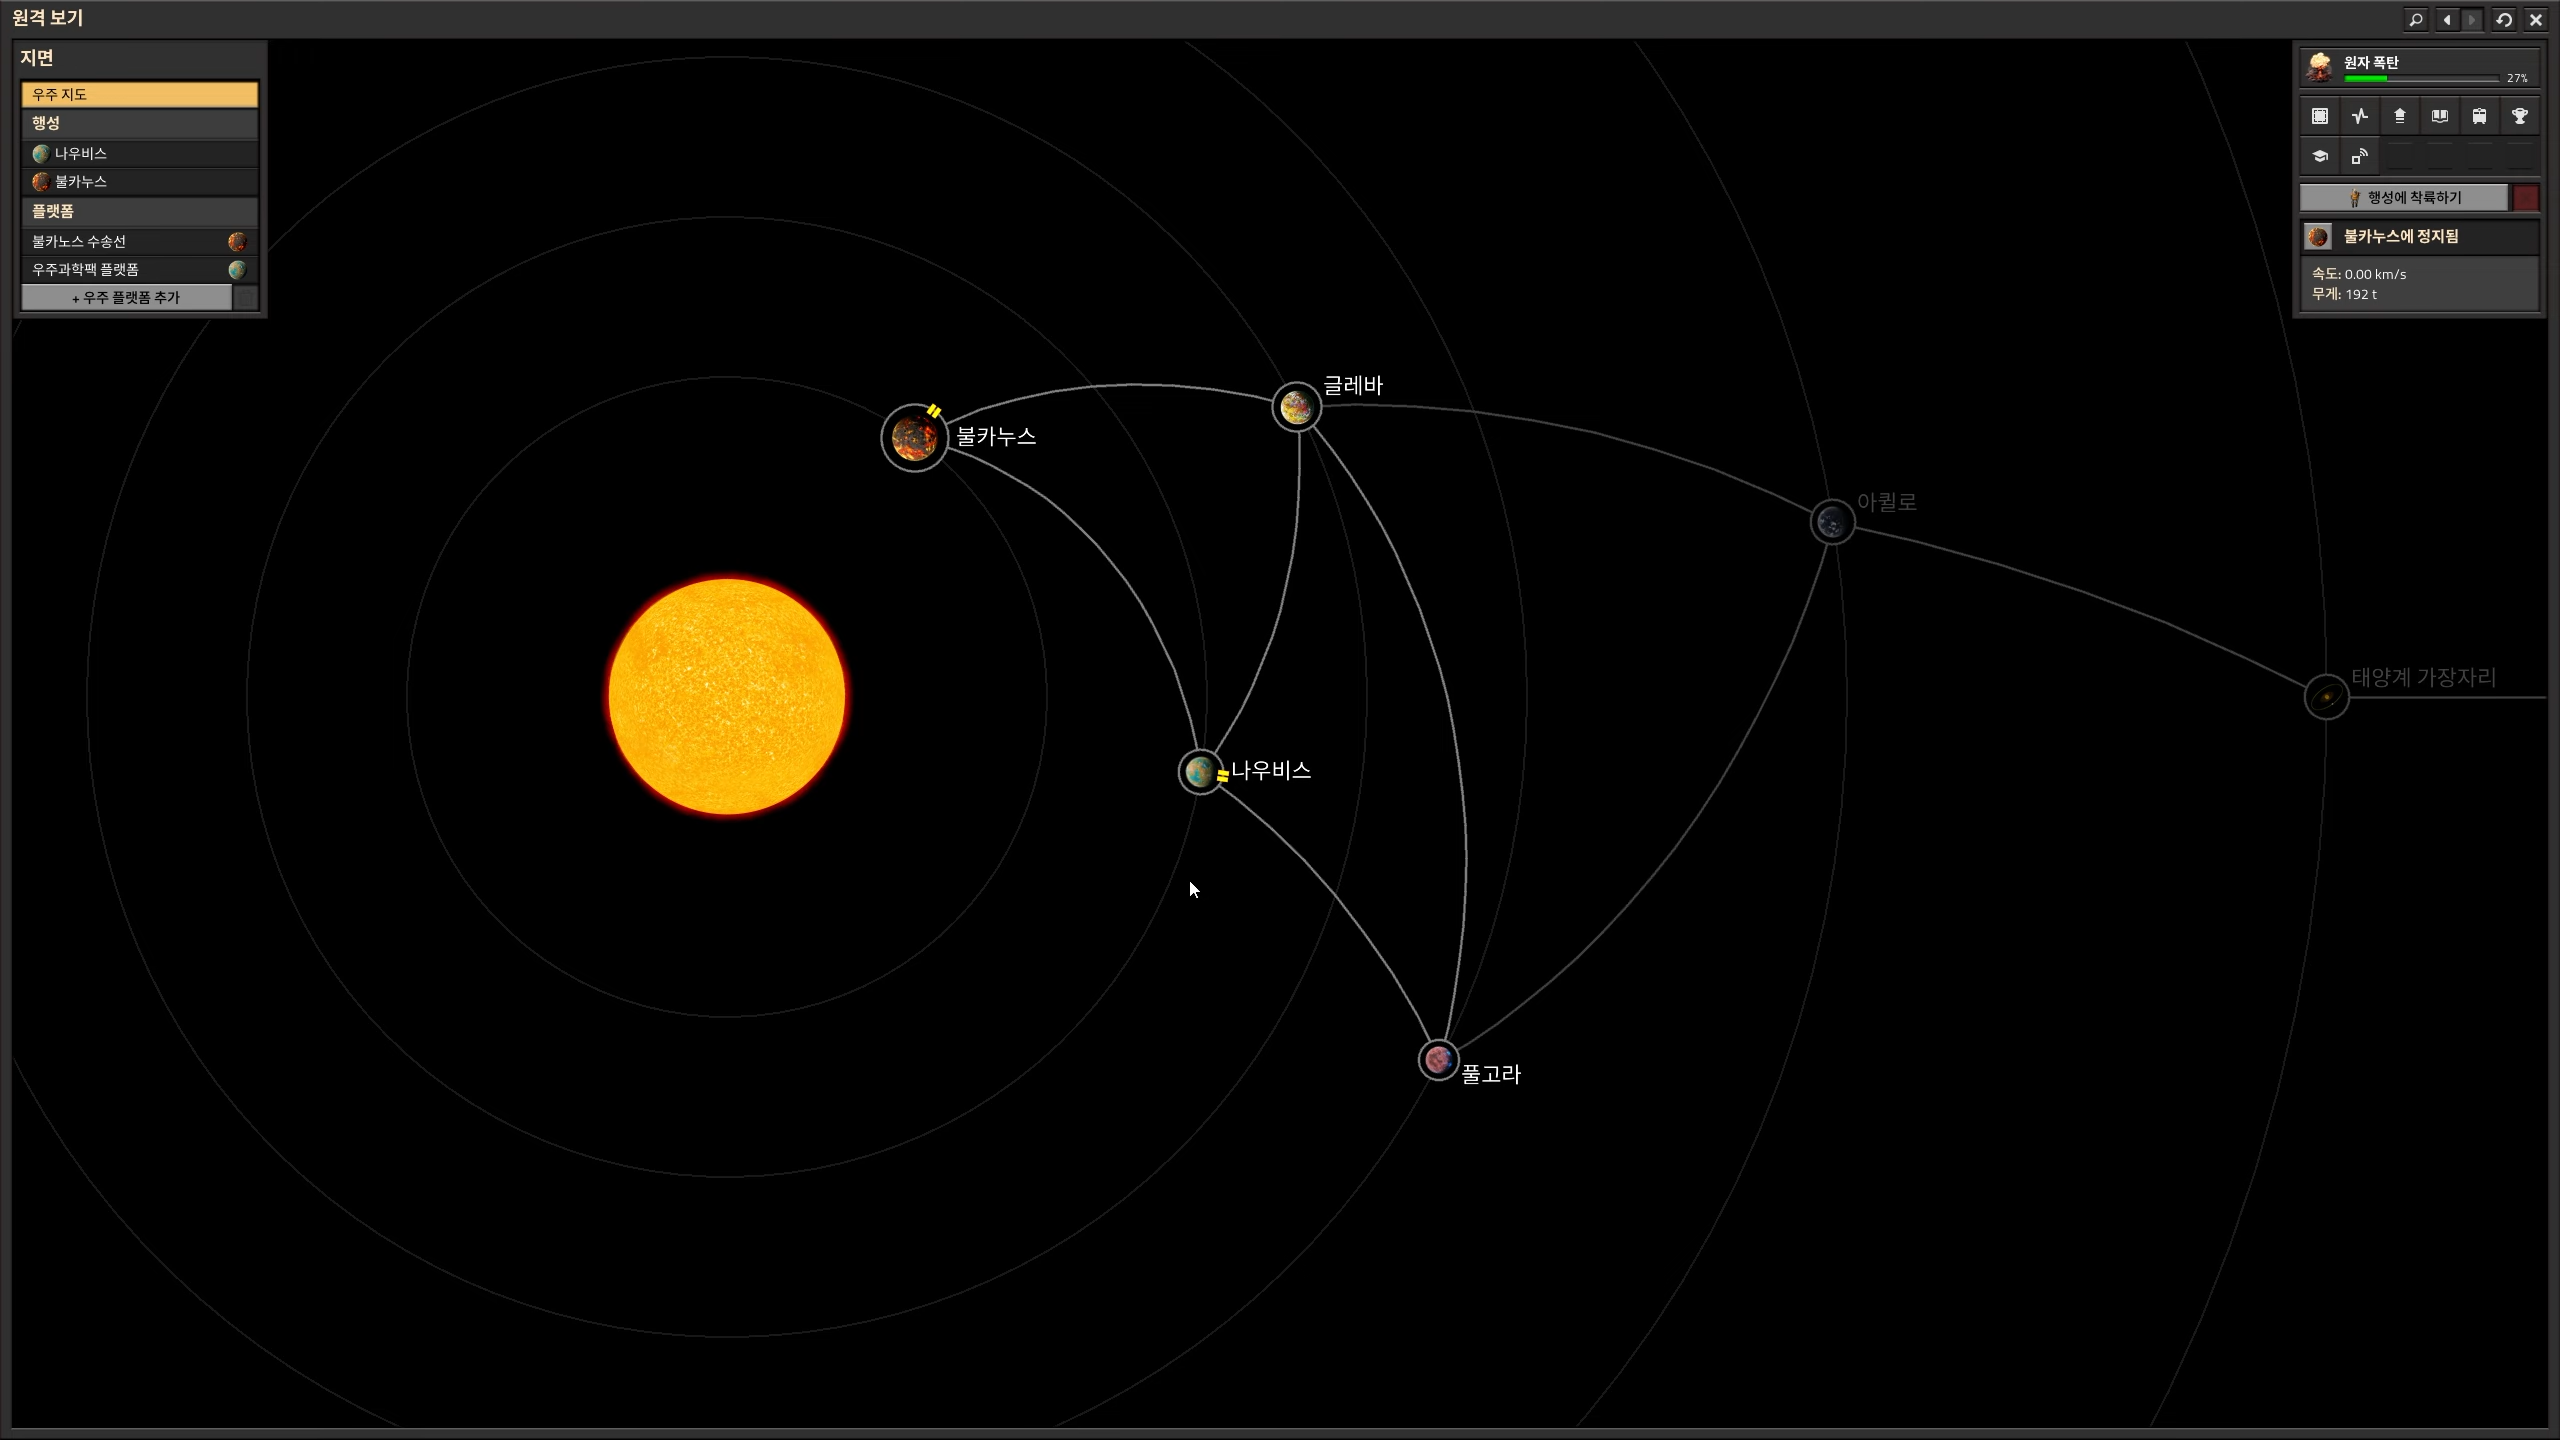 원격 보기
지면
우주 지도
행성
나우비스
불카누스
플랫폼
불카노스 수송선
우주과학팩 플랫폼
+ 우주 플랫폼 추가
원자 폭탄
27%
행성에 착륙하기
불카누스에 정지됨
속도: 0.00 km/s
무게: 192 t
글레바
불카누스
아퀼로
태양계 가장자리
나우비스
풀고라